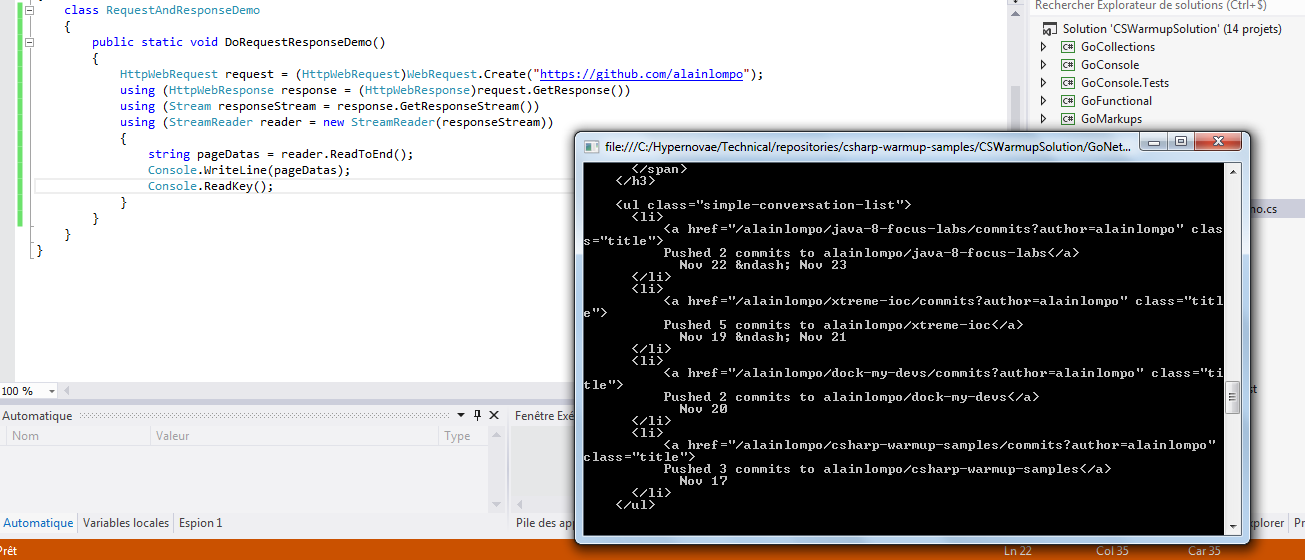 class RequestAndResponseDemo
{
public static void DoRequestResponseDemo()
{
HttpWebRequest request = (HttpWebRequest)WebRequest.Create("https://github.com/alainlompo");
using (HttpWebResponse response = (HttpWebResponse)request.GetResponse())
using (Stream responseStream = response.GetResponseStream())
using (StreamReader reader = new StreamReader(responseStream))
{
string pageDatas = reader.ReadToEnd();
Console.WriteLine(pageDatas);
Console.ReadKey();
}
}
}
}
100 %
Rechercher Explorateur de solutions (Ctrl+$)
Solution 'CSWarmupSolution' (14 projets)
C# GoCollections
C# GoConsole
C# GoConsole.Tests
C# GoFunctional
C# GoMarkups
mo.cs
file:///C:/Hypernovae/Technical/repositories/csharp-warmup-samples/CSWarmupSolution/GoNet...
</span>
</h3>
<ul class="simple-conversation-list">
<li>
<a href="/alainlompo/java-8-focus-labs/commits?author=alainlompo" clas
s="title">
Pushed 2 commits to alainlompo/java-8-focus-labs</a>
Nov 22 &ndash; Nov 23
</li>
<li>
<a href="/alainlompo/xtreme-ioc/commits?author=alainlompo" class="titl
e">
Pushed 5 commits to alainlompo/xtreme-ioc</a>
Nov 19 &ndash; Nov 21
</li>
<li>
<a href="/alainlompo/dock-my-devs/commits?author=alainlompo" class="ti
tle">
Pushed 2 commits to alainlompo/dock-my-devs</a>
Nov 20
</li>
<li>
<a href="/alainlompo/csharp-warmup-samples/commits?author=alainlompo"
class="title">
Pushed 3 commits to alainlompo/csharp-warmup-samples</a>
Nov 17
</li>
</ul>
Automatique
Nom Valeur Type
Automatique Variables locales Espion 1
Fenêtre Exé
Pile des ap
st
xplorer Pr
Prêt Ln 22 Col 35 Car 35